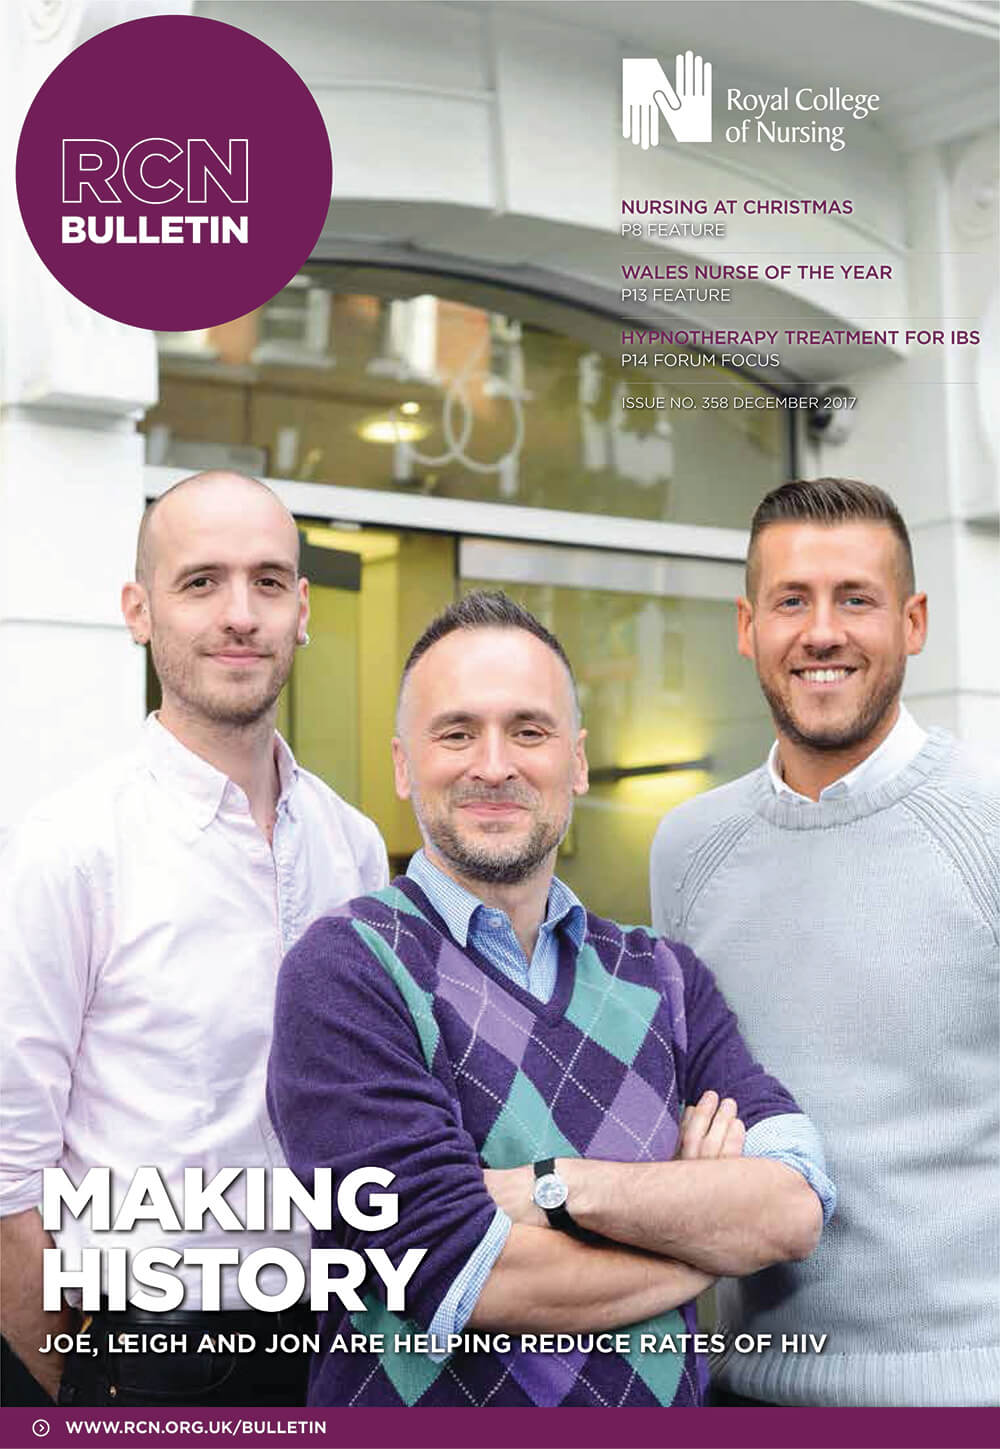 RCN
BULLETIN
Royal College
of Nursing
NURSING AT CHRISTMAS
P8 FEATURE
WALES NURSE OF THE YEAR
P13 FEATURE
HYPNOTHERAPY TREATMENT FOR IBS
P14 FORUM FOCUS
ISSUE NO. 358 DECEMBER 2017
MAKING
HISTORY
JOE, LEIGH AND JON ARE HELPING REDUCE RATES OF HIV
WWW.RCN.ORG.UK/BULLETIN